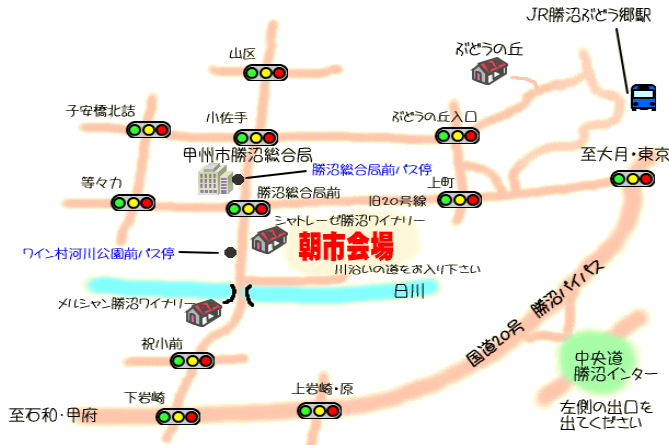 JR勝沼ぶどう郷駅
ぶどうの丘
山区
子安橋北詰
小佐手
ぶどうの丘入口
甲州市勝沼総合局
至大月・東京
勝沼総合局前バス停
等々力
勝沼総合局前
上町
旧20号線
シャトレーゼ勝沼ワイナリー
朝市会場
ワイン村河川公園前バス停
川沿いの道をお入り下さい
日川
メルシャン勝沼ワイナリー
国道20号 勝沼バイパス
祝小前
中央道
勝沼インター
下岩崎
上岩崎・原
至石和・甲府
左側の出口を
出てください